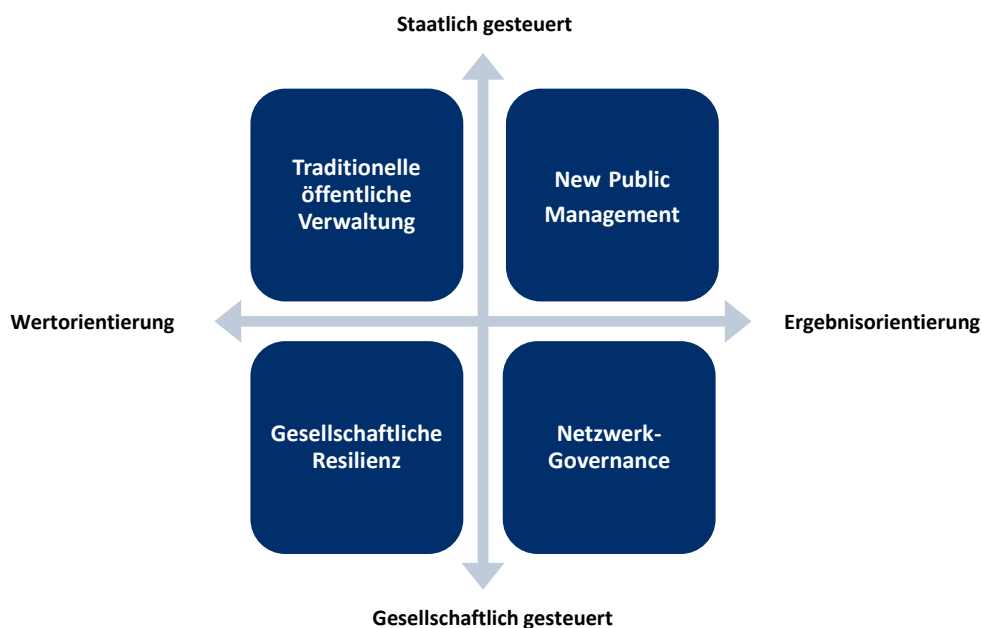 Staatlich gesteuert
Traditionelle
öffentliche
Verwaltung
New Public
Management
Wertorientierung
Ergebnisorientierung
Gesellschaftliche
Resilienz
Netzwerk-
Governance
Gesellschaftlich gesteuert